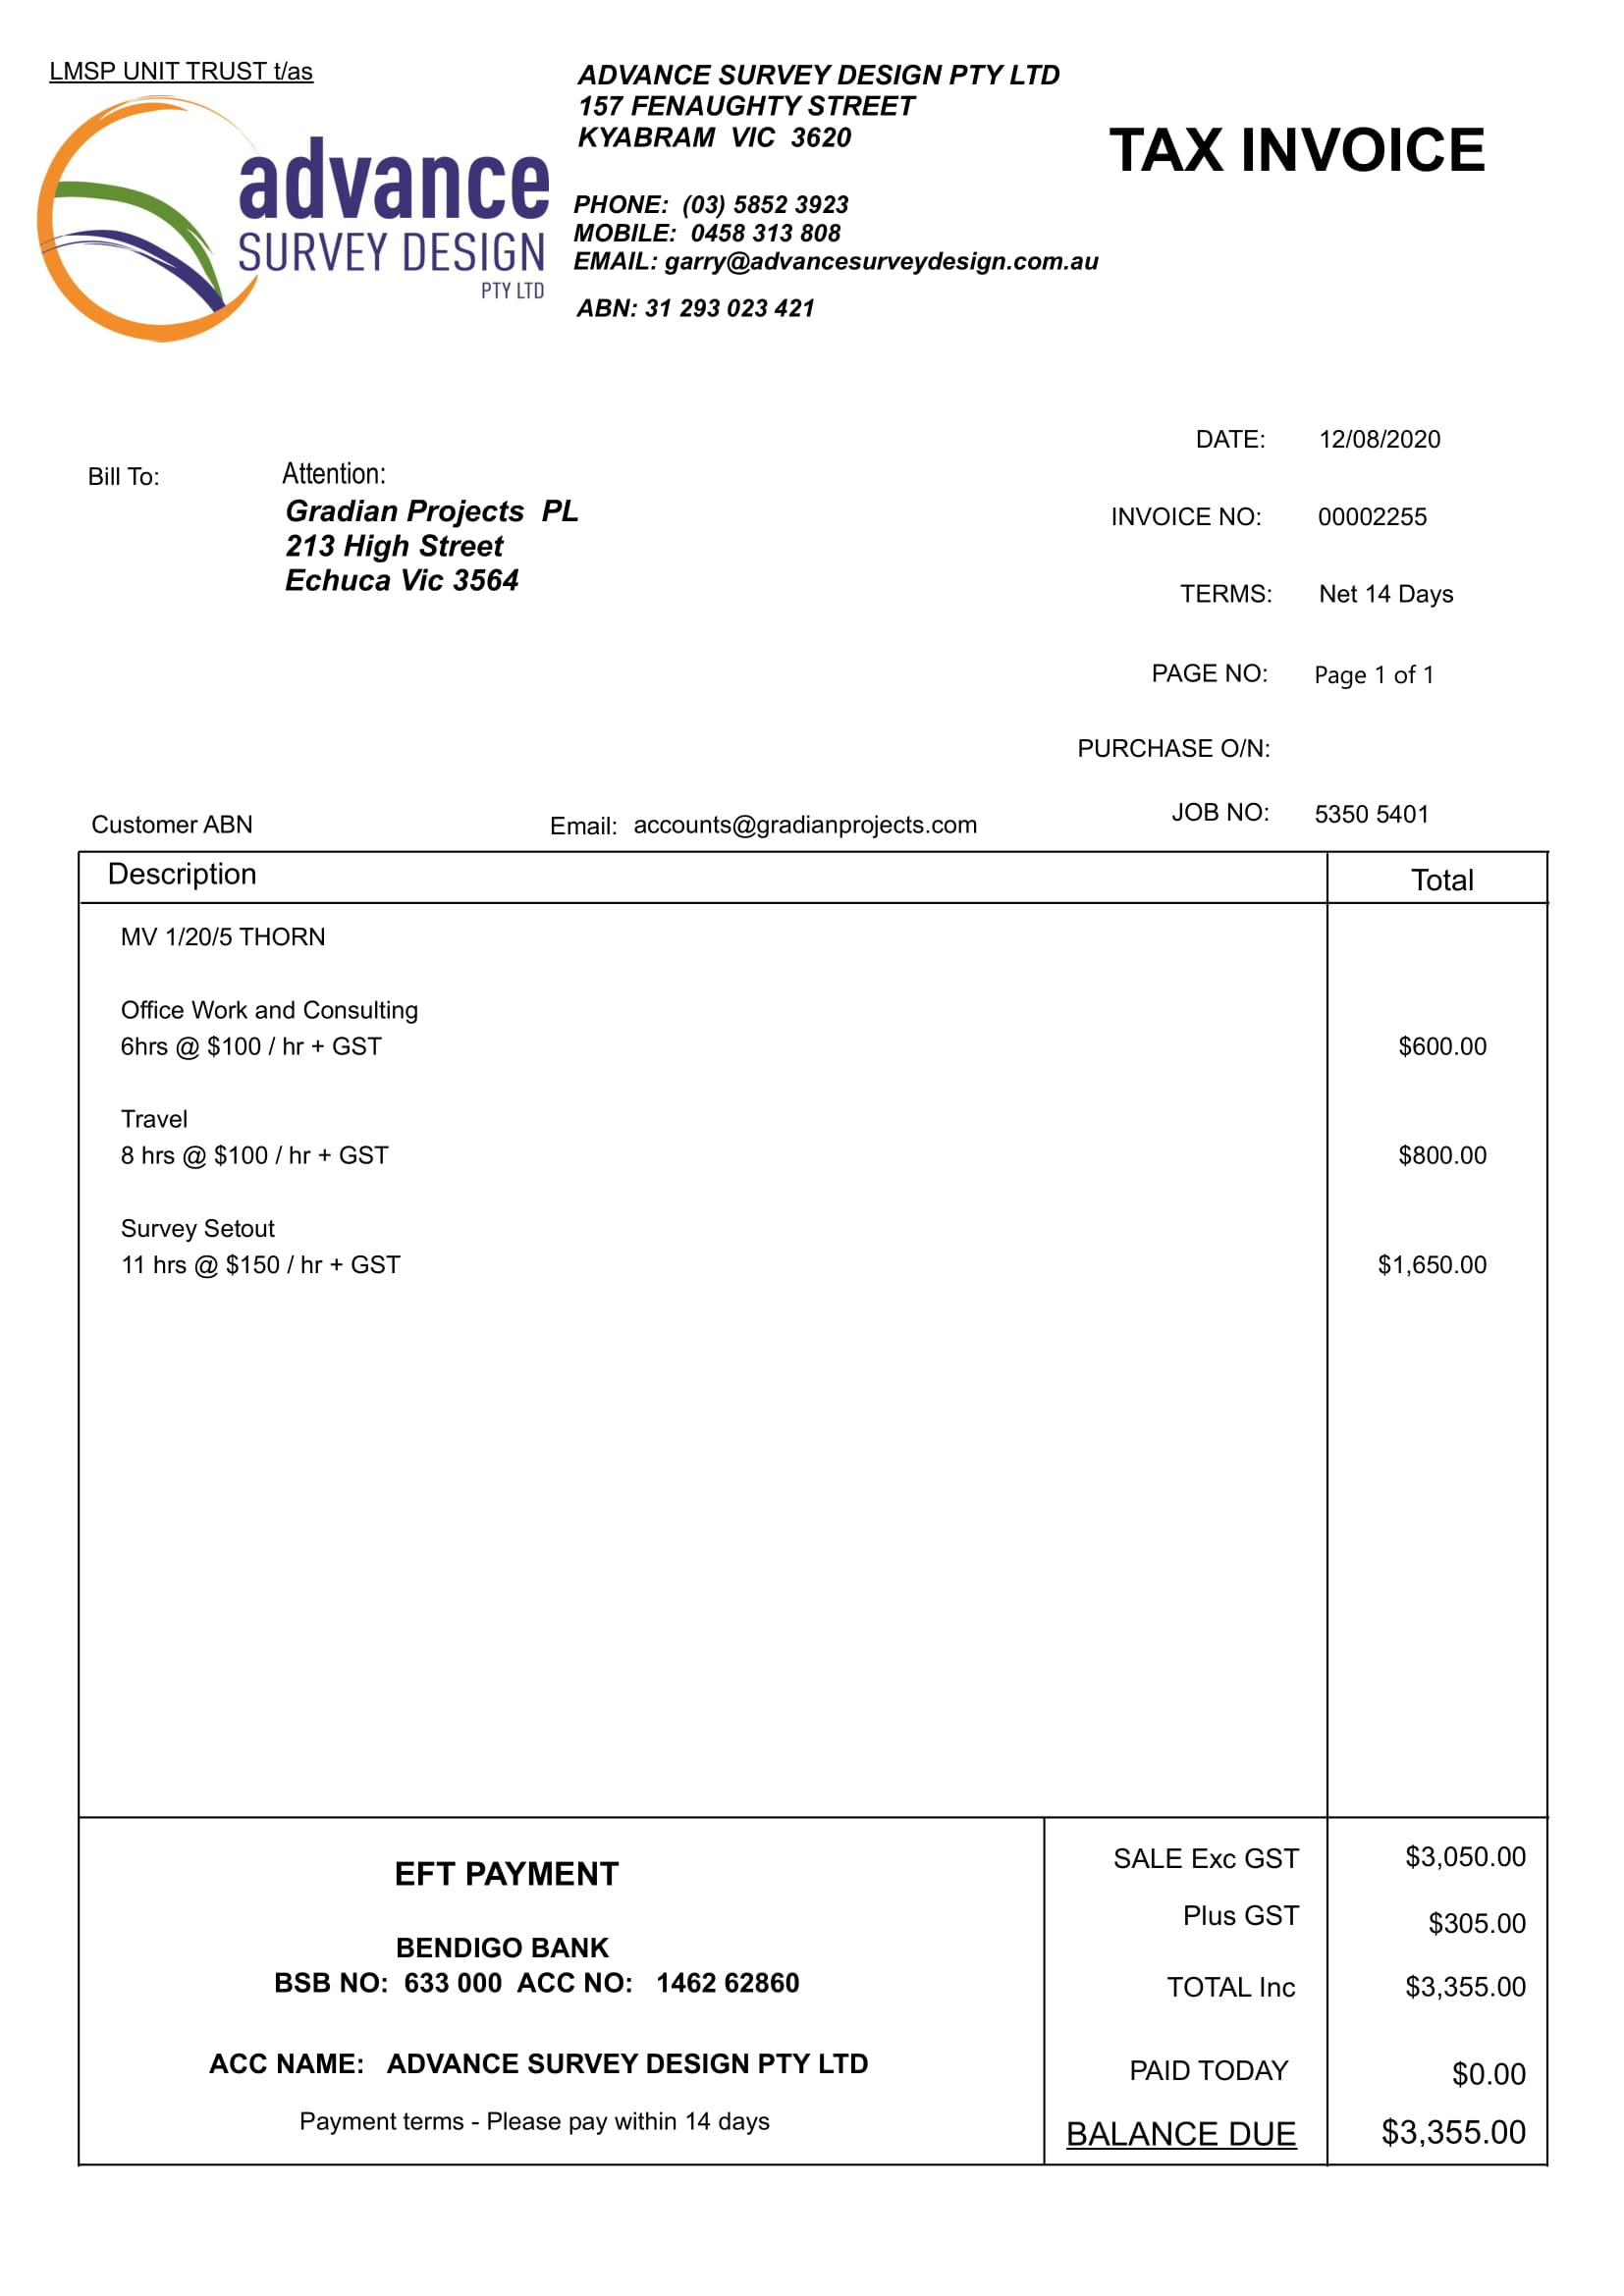 LMSP UNIT TRUST t/as
advance
SURVEY DESIGN
PTY LTD
ADVANCE SURVEY DESIGN PTY LTD
157 FENAUGHTY STREET
KYABRAM VIC 3620
PHONE: (03) 5852 3923
MOBILE: 0458 313 808
EMAIL: garry@advancesurveydesign.com.au
ABN: 31 293 023 421
TAX INVOICE
Bill To:
Attention:
Gradian Projects PL
213 High Street
Echuca Vic 3564
DATE: 12/08/2020
INVOICE NO: 00002255
TERMS: Net 14 Days
PAGE NO: Page 1 of 1
PURCHASE O/N:
JOB NO: 5350 5401
Customer ABN Email: accounts@gradianprojects.com
Description Total
MV 1/20/5 THORN
Office Work and Consulting
6hrs @ $100 / hr + GST $600.00
Travel
8 hrs @ $100 / hr + GST $800.00
Survey Setout
11 hrs @ $150 / hr + GST $1,650.00
EFT PAYMENT
BENDIGO BANK
BSB NO: 633 000 ACC NO: 1462 62860
ACC NAME: ADVANCE SURVEY DESIGN PTY LTD
Payment terms - Please pay within 14 days
SALE Exc GST $3,050.00
Plus GST $305.00
TOTAL Inc $3,355.00
PAID TODAY $0.00
BALANCE DUE $3,355.00